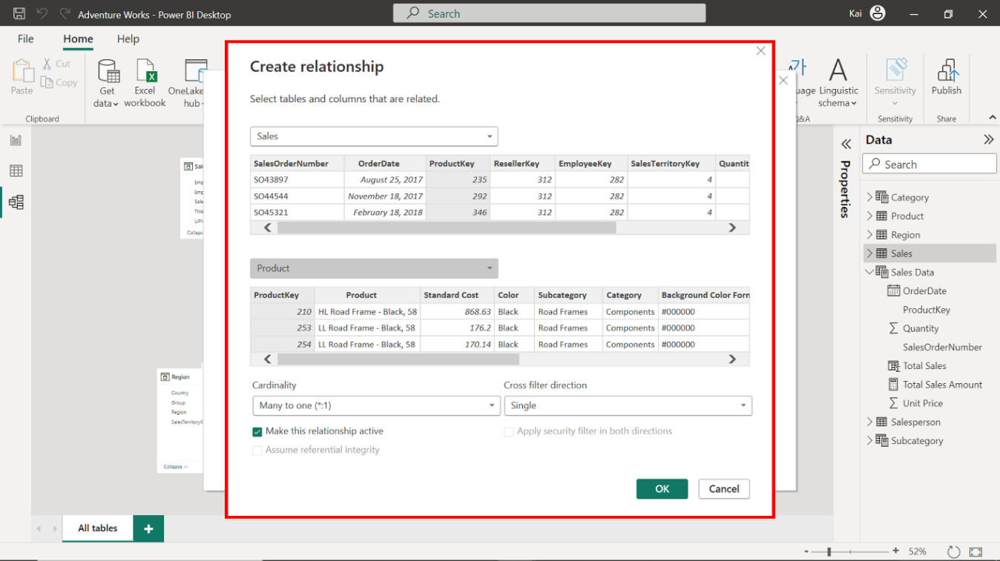 Adventure Works - Power BI Desktop
Search
Kai
File Home Help
Paste
Cut
Copy
Clipboard
Get data
Excel workbook
OneLake hub
Linguistic schema
Sensitivity
Sensitivity
Publish
Share
Create relationship
Select tables and columns that are related.
Sales
SalesOrderNumber OrderDate ProductKey ResellerKey EmployeeKey SalesTerritoryKey Quantit
SO43897 August 25, 2017 235 312 282 4
SO44544 November 18, 2017 292 312 282 4
SO45321 February 18, 2018 346 312 282 4
Product
ProductKey Product Standard Cost Color Subcategory Category Background Color Forn
210 HL Road Frame - Black, 58 868.63 Black Road Frames Components #000000
253 LL Road Frame - Black, 58 176.2 Black Road Frames Components #000000
254 LL Road Frame - Black, 58 170.14 Black Road Frames Components #000000
Cardinality
Many to one (*:1)
Cross filter direction
Single
Make this relationship active
Apply security filter in both directions
Assume referential integrity
OK
Cancel
Region
Country
Group
Region
Collapse
Properties
Data
Search
Category
Product
Region
Sales
Sales Data
OrderDate
ProductKey
Quantity
SalesOrderNumber
Total Sales
Total Sales Amount
Unit Price
Salesperson
Subcategory
All tables
+
- + 52%